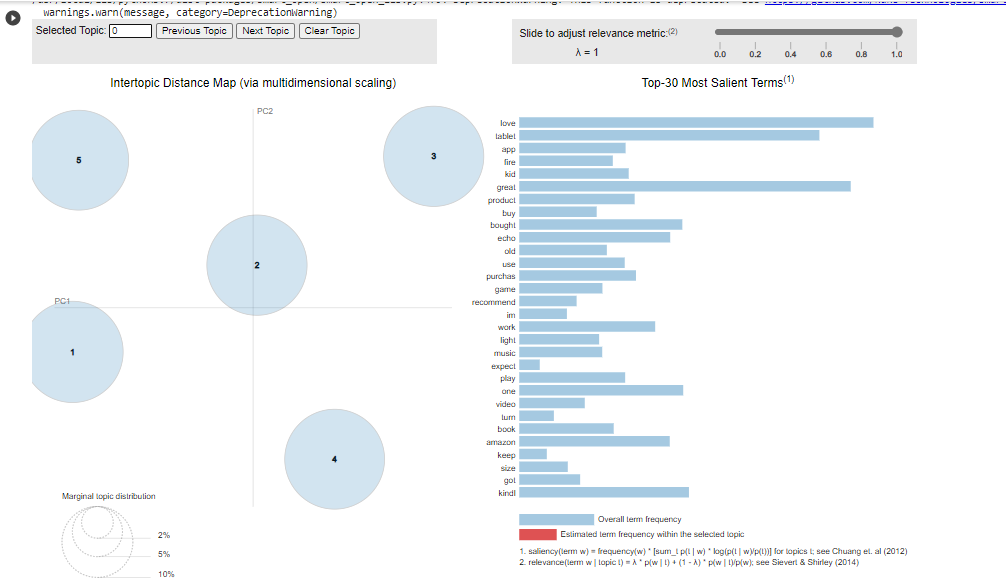 warnings.warn(message, category=DeprecationWarning)
Selected Topic: 0 Previous Topic Next Topic Clear Topic
Slide to adjust relevance metric:(2)
λ = 1
0.0 0.2 0.4 0.6 0.8 1.0
Intertopic Distance Map (via multidimensional scaling)
PC2
5
3
2
PC1
1
4
Marginal topic distribution
2%
5%
10%
Top-30 Most Salient Terms(1)
love
tablet
app
fire
kid
great
product
buy
bought
echo
old
use
purchas
game
recommend
im
work
light
music
expect
play
one
video
turn
book
amazon
keep
size
got
kindl
Overall term frequency
Estimated term frequency within the selected topic
1. saliency(term w) = frequency(w) * [sum_t p(t | w) * log(p(t | w)/p(t))] for topics t; see Chuang et. al (2012)
2. relevance(term w | topic t) = λ * p(w | t) + (1 - λ) * p(w | t)/p(w); see Sievert & Shirley (2014)